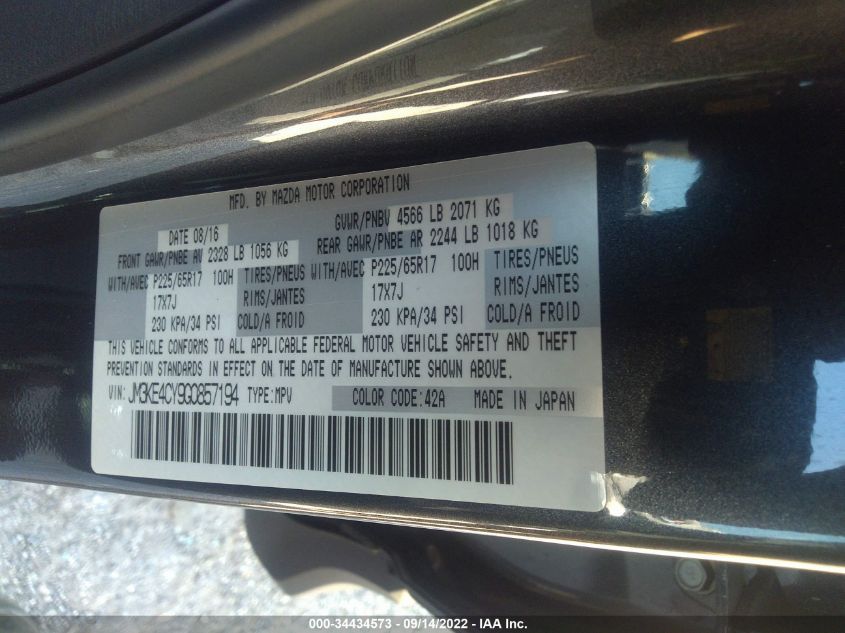 MFD. BY MAZDA MOTOR CORPORATION
DATE 08/16 GVWR/PNBV 4566 LB 2071 KG
FRONT GAWR/PNBE AV 2328 LB 1056 KG REAR GAWR/PNBE AR 2244 LB 1018 KG
WITH/AVEC P225/65R17 100H TIRES/PNEUS WITH/AVEC P225/65R17 100H TIRES/PNEUS
17X7J RIMS/JANTES 17X7J RIMS/JANTES
230 KPA/34 PSI COLD/A FROID 230 KPA/34 PSI COLD/A FROID
THIS VEHICLE CONFORMS TO ALL APPLICABLE FEDERAL MOTOR VEHICLE SAFETY AND THEFT
PREVENTION STANDARDS IN EFFECT ON THE DATE OF MANUFACTURE SHOWN ABOVE.
VIN: JM3KE4CY9G0857194 TYPE:MPV COLOR CODE:42A MADE IN JAPAN
000-34434573 - 09/14/2022 - IAA Inc.